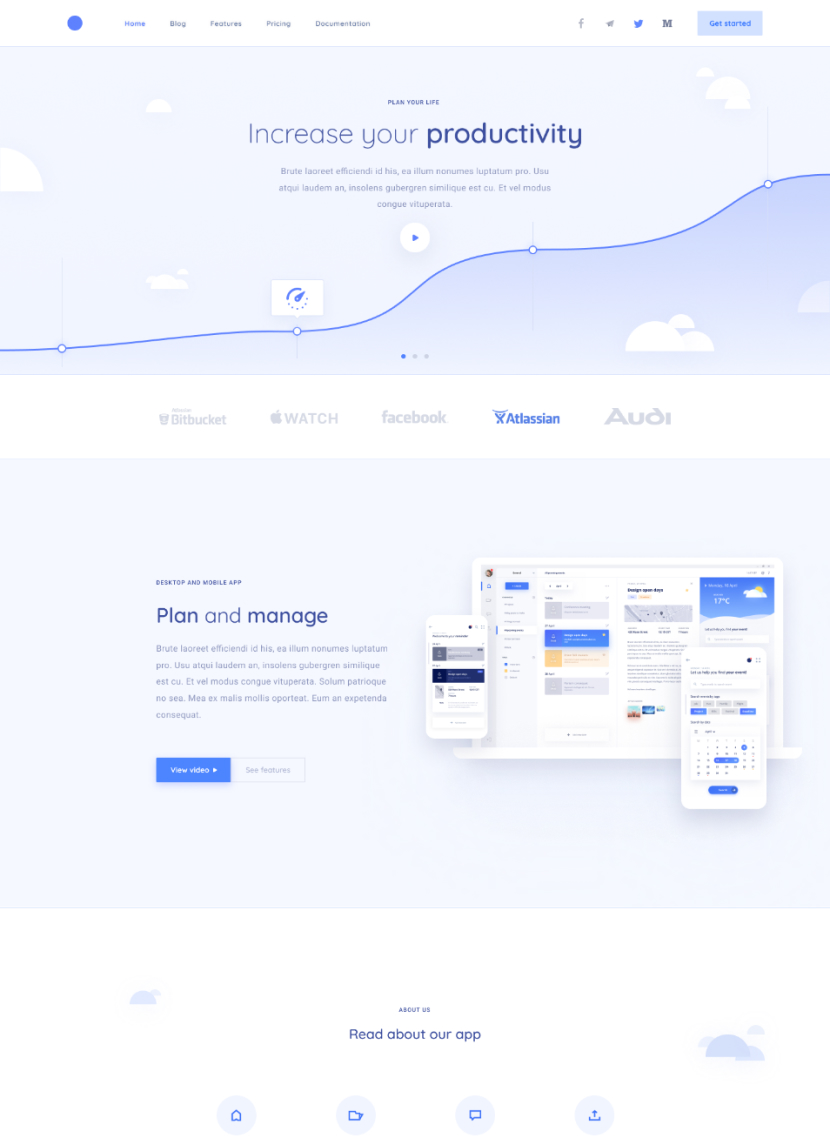 Home Blog Features Pricing Documentation
Get started
PLAN YOUR LIFE
Increase your productivity
Brute laoreet efficiendi id his, ea illum nonumes luptatum pro. Usu
atqui laudem an, insolens gubergren similique est cu. Et vel modus
congue vituperata.
Bitbucket
WATCH
facebook
Atlassian
Audi
DESKTOP AND MOBILE APP
Plan and manage
Brute laoreet efficiendi id his, ea illum nonumes luptatum
pro. Usu atqui laudem an, insolens gubergren similique
est cu. Et vel modus congue vituperata. Solum patrioque
no sea. Mea ex malis mollis oporteat. Eum an expetenda
consequat.
View video
See features
Design open days
17°C
ABOUT US
Read about our app